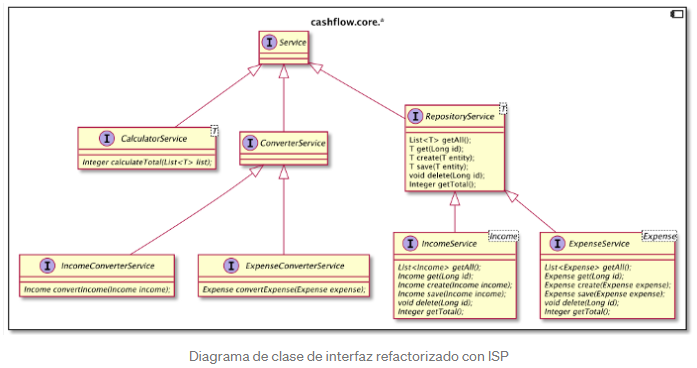 cashflow.core.*
I Service
I CalculatorService T
Integer calculateTotal(List<T> list);
I ConverterService
I RepositoryService T
List<T> getAll();
T get(Long id);
T create(T entity);
T save(T entity);
void delete(Long id);
Integer getTotal();
I IncomeConverterService
Income convertIncome(Income income);
I ExpenseConverterService
Expense convertExpense(Expense expense);
I IncomeService Income
List<Income> getAll();
Income get(Long id);
Income create(Income income);
Income save(Income income);
void delete(Long id);
Integer getTotal();
I ExpenseService Expense
List<Expense> getAll();
Expense get(Long id);
Expense create(Expense expense);
Expense save(Expense expense);
void delete(Long id);
Integer getTotal();
Diagrama de clase de interfaz refactorizado con ISP